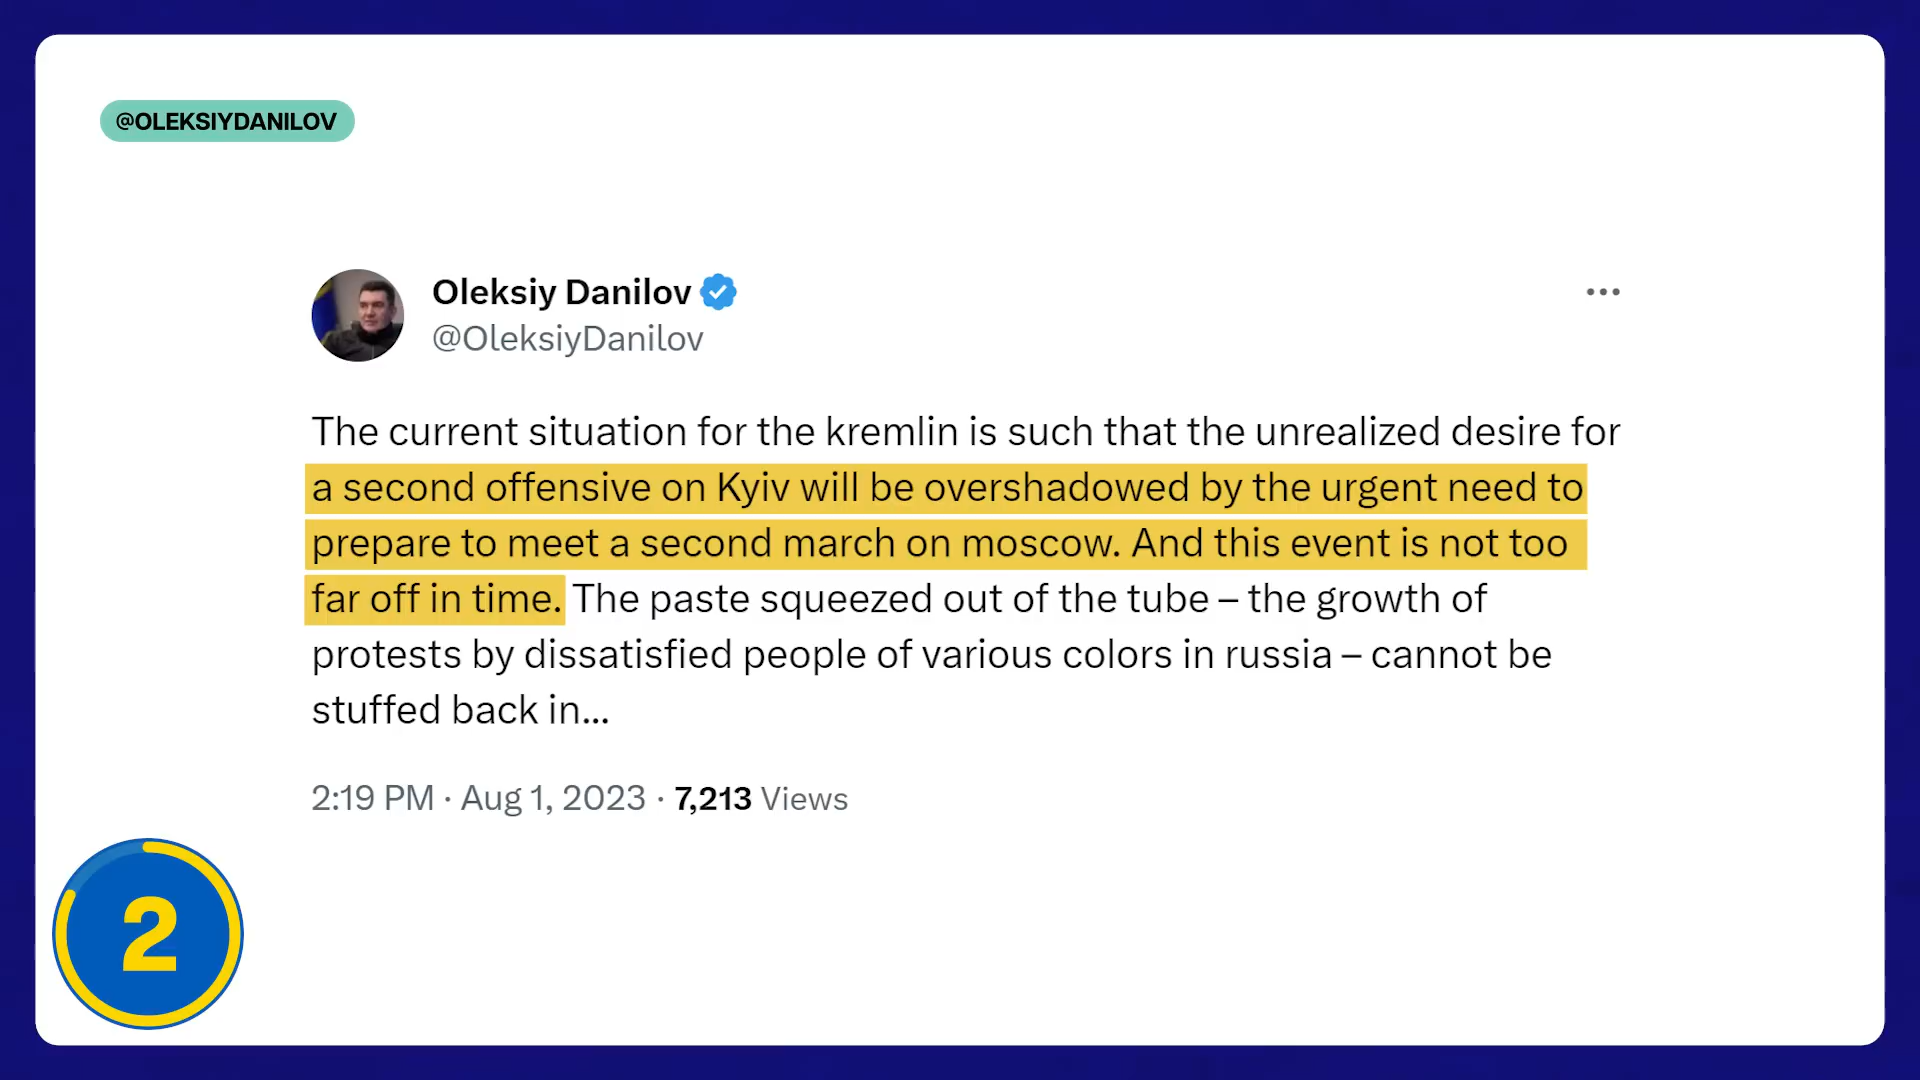 @OLEKSIYDANILOV
Oleksiy Danilov
@OleksiyDanilov
The current situation for the kremlin is such that the unrealized desire for
a second offensive on Kyiv will be overshadowed by the urgent need to
prepare to meet a second march on moscow. And this event is not too
far off in time. The paste squeezed out of the tube – the growth of
protests by dissatisfied people of various colors in russia – cannot be
stuffed back in...
2:19 PM · Aug 1, 2023 · 7,213 Views
2